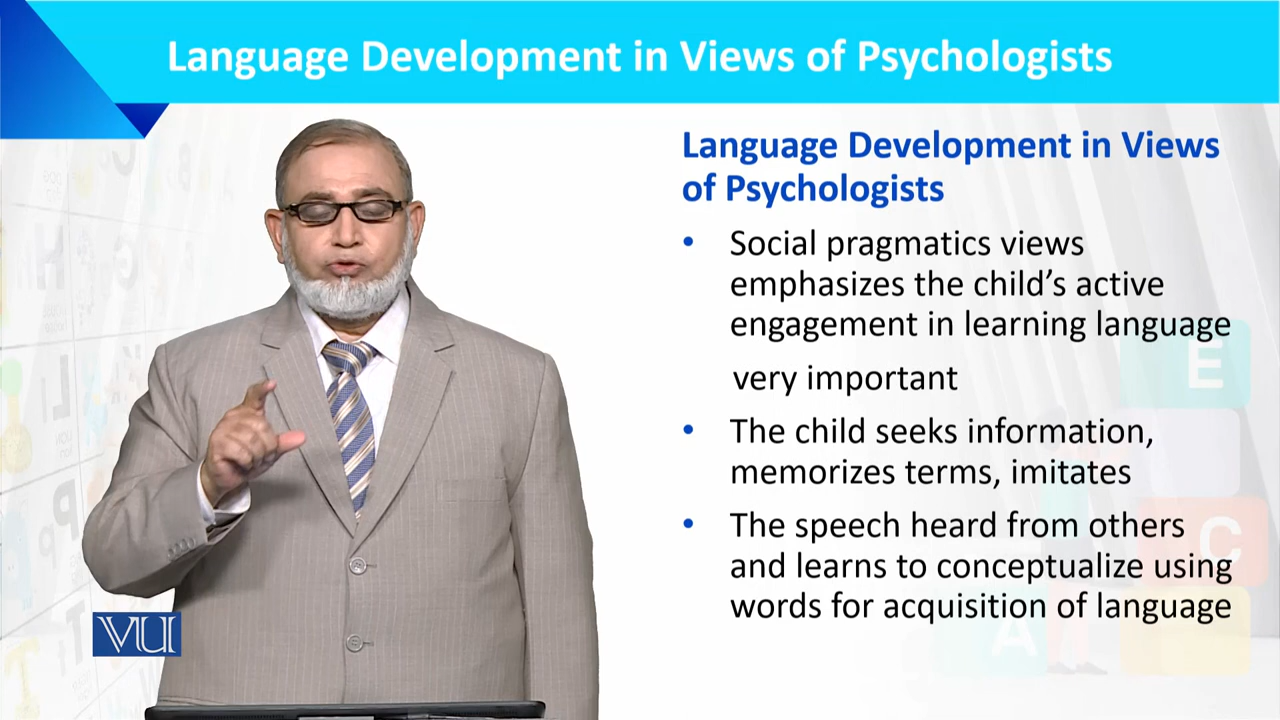 Language Development in Views of Psychologists
Language Development in Views
of Psychologists
• Social pragmatics views
emphasizes the child’s active
engagement in learning language
very important
• The child seeks information,
memorizes terms, imitates
• The speech heard from others
and learns to conceptualize using
words for acquisition of language
VU
E
C
A